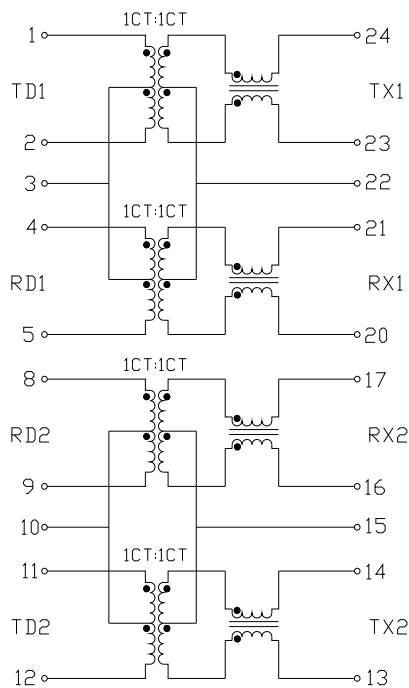 1CT:1CT
1 24
TD1 TX1
2 23
3 22
1CT:1CT
4 21
RD1 RX1
5 20
1CT:1CT
8 17
RD2 RX2
9 16
10 15
1CT:1CT
11 14
TD2 TX2
12 13